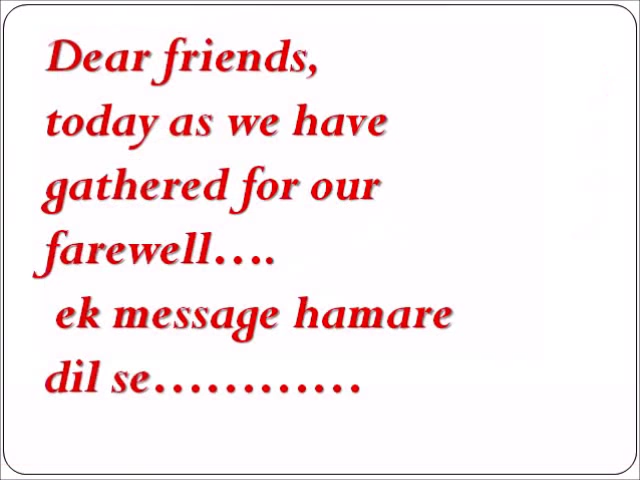 Dear friends,
today as we have
gathered for our
farewell....
ek message hamare
dil se............